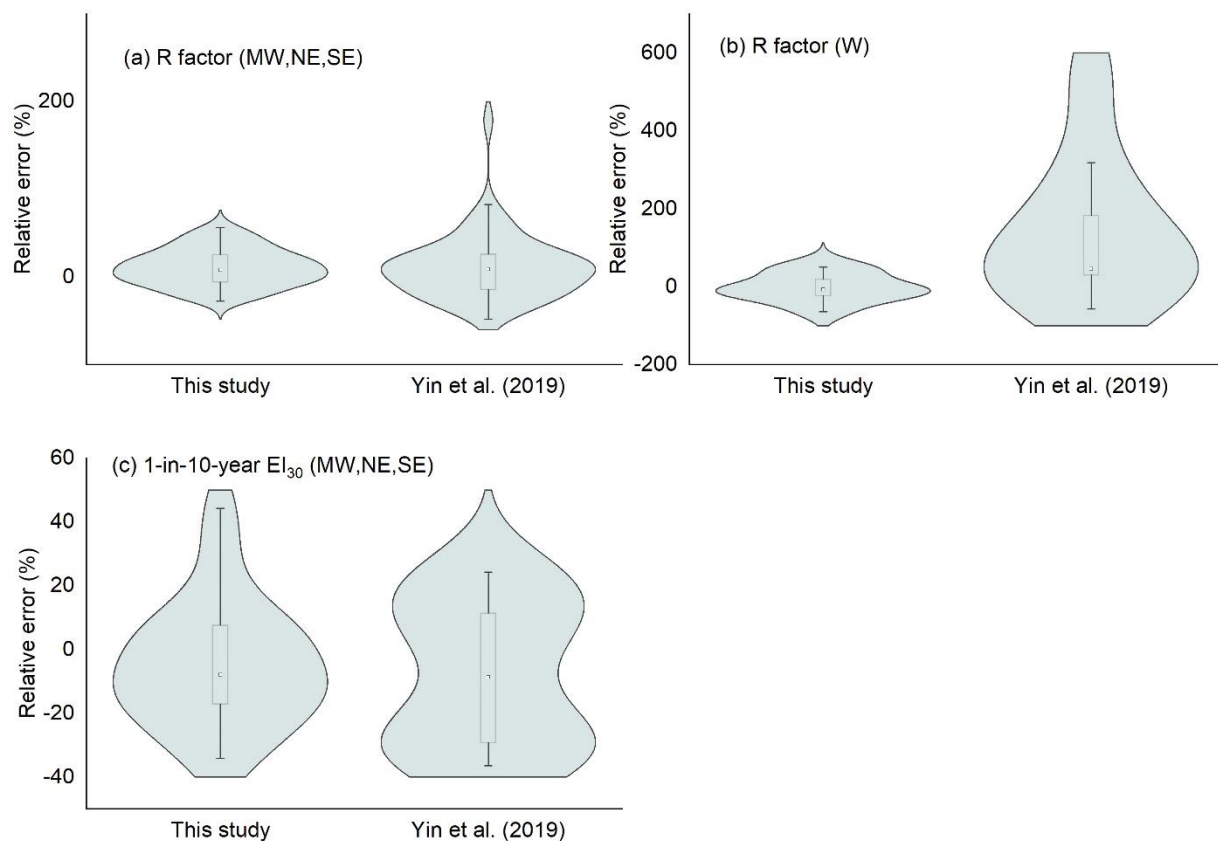 (a) R factor (MW,NE,SE)
Relative error (%)
200
0
This study
Yin et al. (2019)
(b) R factor (W)
Relative error (%)
600
400
200
0
-200
This study
Yin et al. (2019)
(c) 1-in-10-year EI₃₀ (MW,NE,SE)
Relative error (%)
60
40
20
0
-20
-40
This study
Yin et al. (2019)